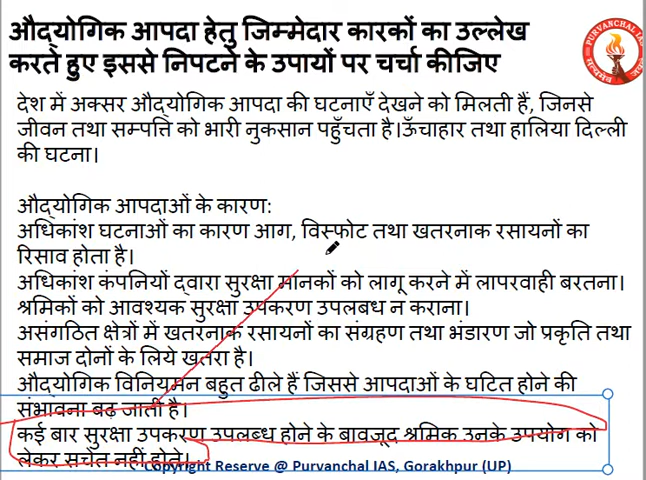 औद्योगिक आपदा हेतु जिम्मेदार कारकों का उल्लेख
करते हुए इससे निपटने के उपायों पर चर्चा कीजिए
PURVANCHAL IAS
सत्यमेव जयते
देश में अक्सर औद्योगिक आपदा की घटनाएँ देखने को मिलती हैं, जिनसे
जीवन तथा सम्पत्ति को भारी नुकसान पहुँचता है।ऊँचाहार तथा हालिया दिल्ली
की घटना।
औद्योगिक आपदाओं के कारण:
अधिकांश घटनाओं का कारण आग, विस्फोट तथा खतरनाक रसायनों का
रिसाव होता है।
अधिकांश कंपनियों द्वारा सुरक्षा मानकों को लागू करने में लापरवाही बरतना।
श्रमिकों को आवश्यक सुरक्षा उपकरण उपलबध न कराना।
असंगठित क्षेत्रों में खतरनाक रसायनों का संग्रहण तथा भंडारण जो प्रकृति तथा
समाज दोनों के लिये खतरा है।
औद्योगिक विनियमन बहुत ढीले हैं जिससे आपदाओं के घटित होने की
संभावना बढ़ जाती है।
कई बार सुरक्षा उपकरण उपलब्ध होने के बावजूद श्रमिक उनके उपयोग को
लेकर सचेत नहीं होते।
Copyright Reserve @ Purvanchal IAS, Gorakhpur (UP)